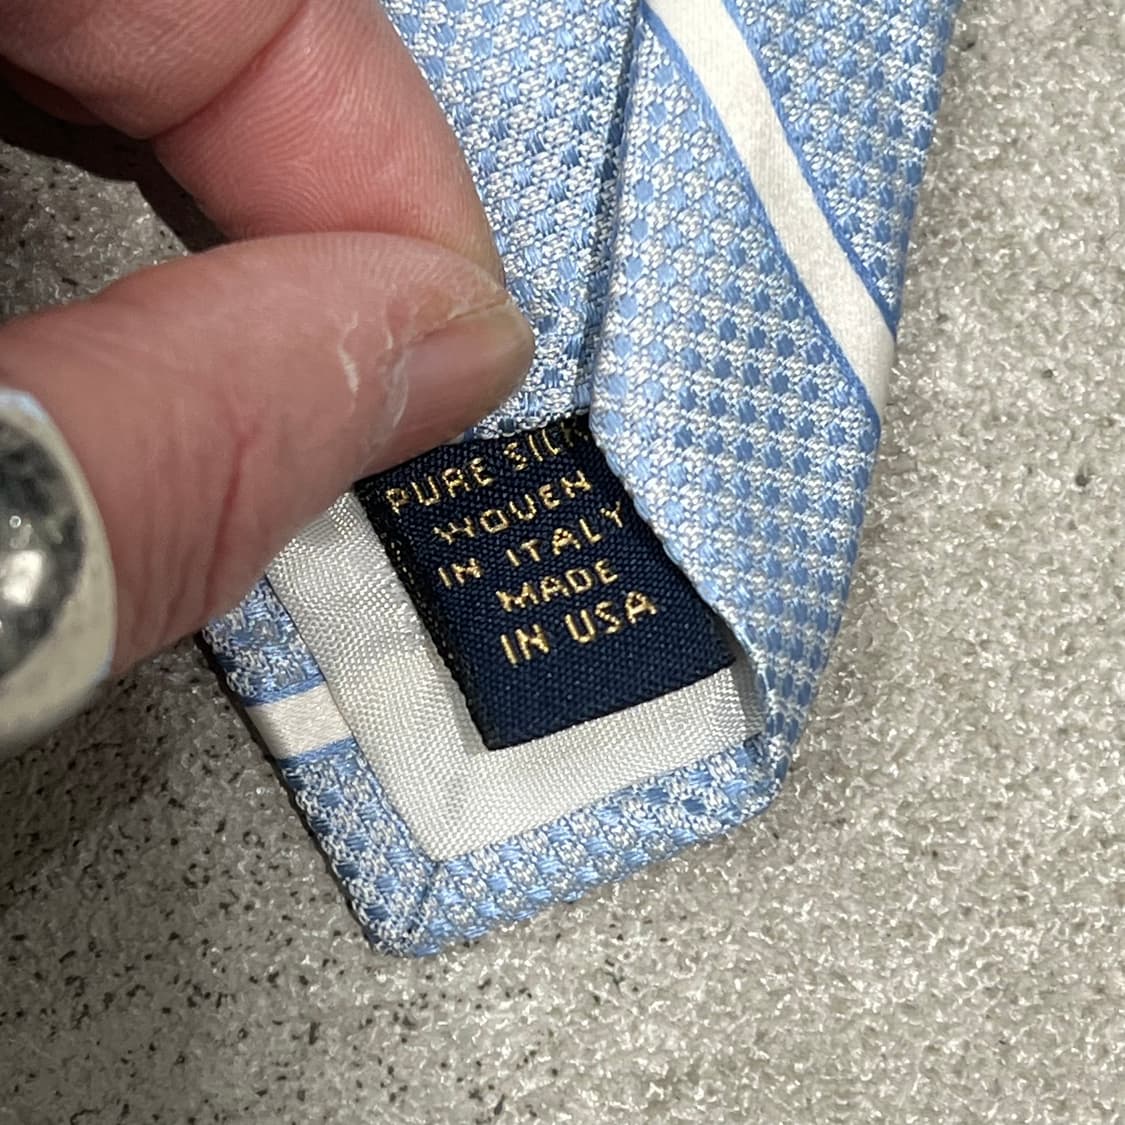 PURE SILK
WOVEN
IN ITALY
MADE
IN USA